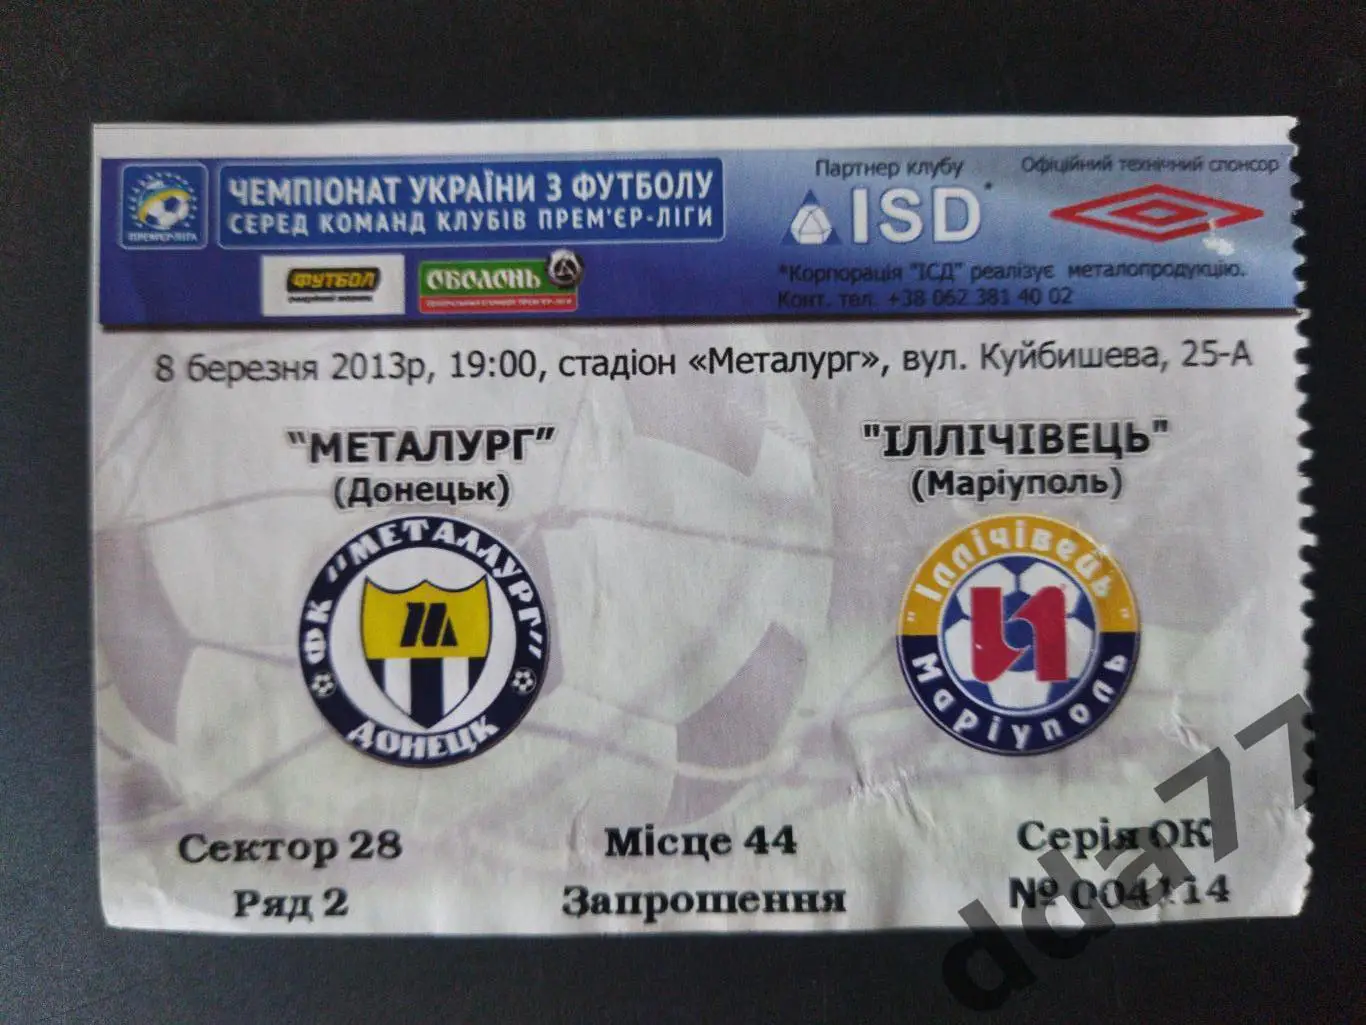 ЧЕМПІОНАТ УКРАЇНИ З ФУТБОЛУ
СЕРЕД КОМАНД КЛУБІВ ПРЕМ'ЄР-ЛІГИ
ПРЕМ'ЄР-ЛІГА
ФУТБОЛ
ОБОЛОНЬ
Партнер клубу
ISD*
Офіційний технічний спонсор
*Корпорація "ІСД" реалізує металопродукцію.
Конт. тел. +38 062 381 40 02
8 березня 2013р, 19:00, стадіон «Металург», вул. Куйбишева, 25-А
"МЕТАЛУРГ"
(Донецьк)
"ІЛЛІЧІВЕЦЬ"
(Маріуполь)
ФК "МЕТАЛЛУРГ"
ДОНЕЦК
"Іллічівець"
Маріуполь
Сектор 28
Місце 44
Серія ОК
Ряд 2
Запрошення
№ 004114
dda77